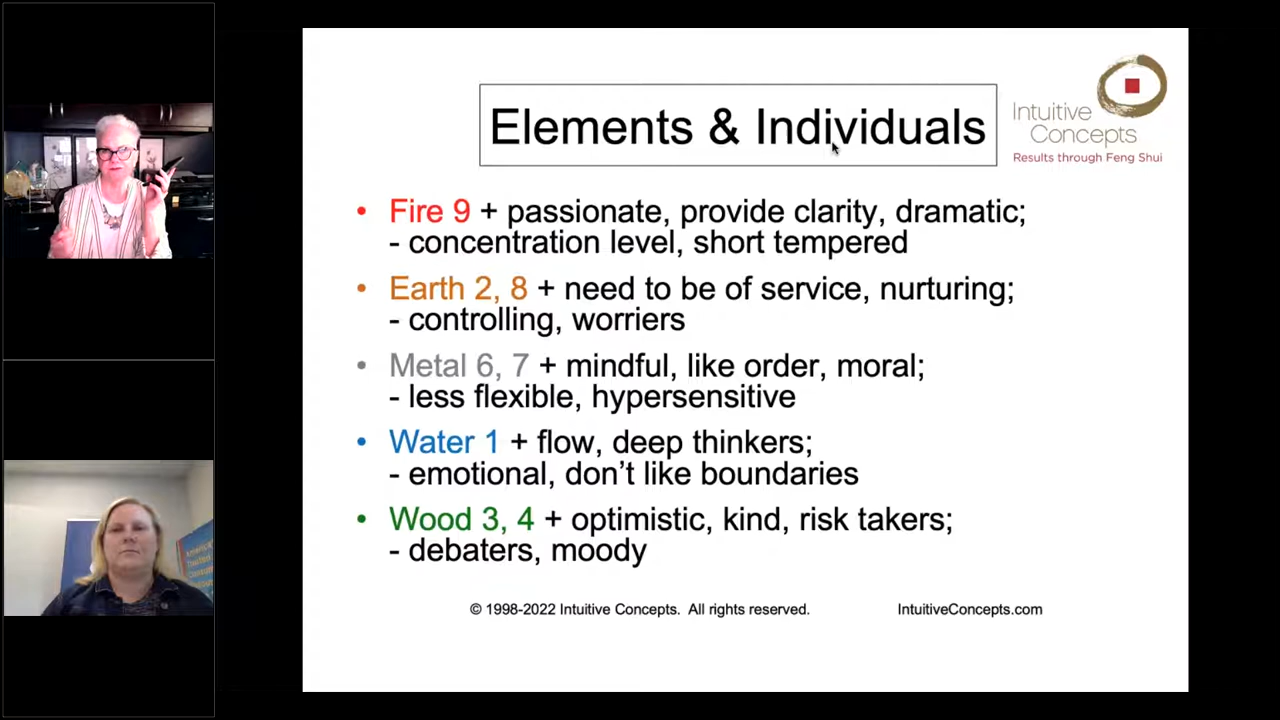 Elements & Individuals
Intuitive
Concepts
Results through Feng Shui
• Fire 9 + passionate, provide clarity, dramatic;
- concentration level, short tempered
• Earth 2, 8 + need to be of service, nurturing;
- controlling, worriers
• Metal 6, 7 + mindful, like order, moral;
- less flexible, hypersensitive
• Water 1 + flow, deep thinkers;
- emotional, don’t like boundaries
• Wood 3, 4 + optimistic, kind, risk takers;
- debaters, moody
© 1998-2022 Intuitive Concepts.  All rights reserved.
IntuitiveConcepts.com